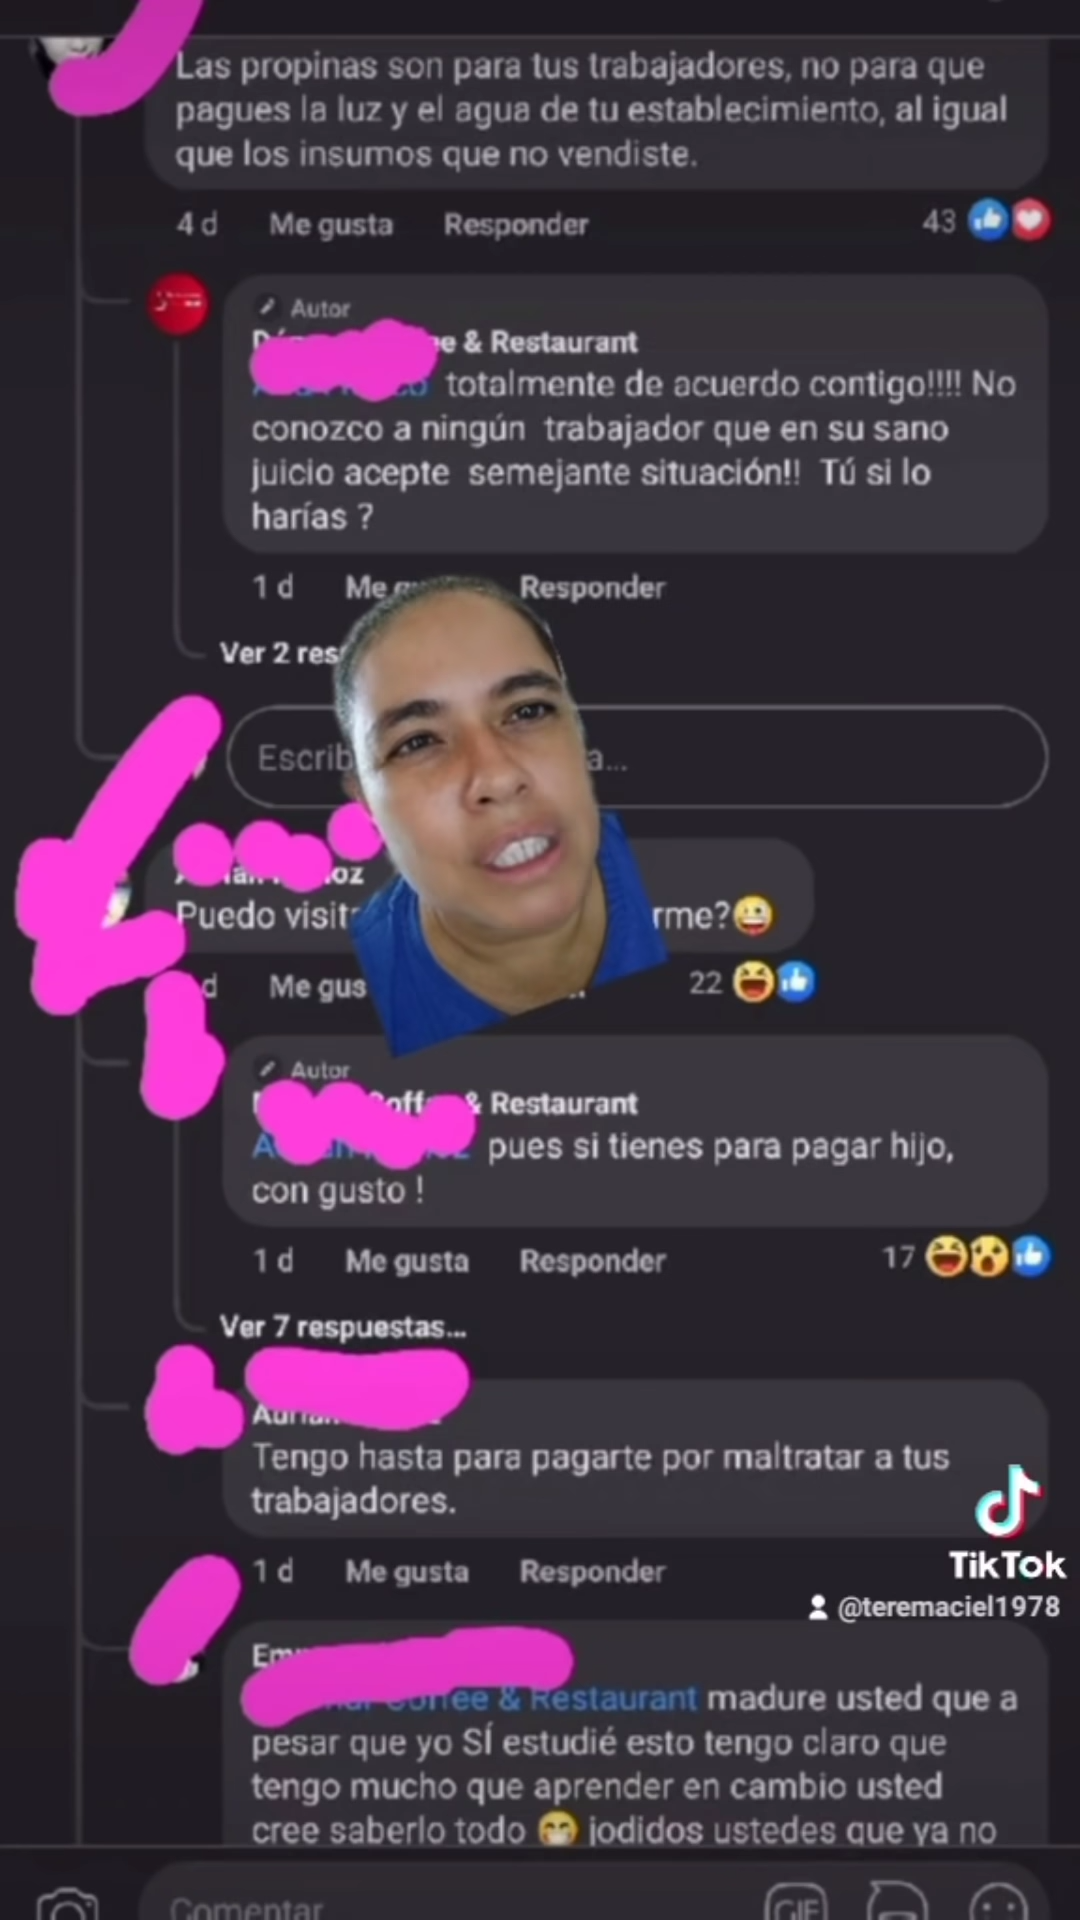 Las propinas son para tus trabajadores, no para que
pagues la luz y el agua de tu establecimiento, al igual
que los insumos que no vendiste.
4 d Me gusta Responder 43
Autor
& Restaurant
totalmente de acuerdo contigo!!!! No
conozco a ningún trabajador que en su sano
juicio acepte semejante situación!! Tú si lo
harías ?
1 d Me Responder
Ver 2
Puedo
d Me 22
Autor
& Restaurant
pues si tienes para pagar hijo,
con gusto !
1 d Me gusta Responder 17
Ver 7 respuestas...
Tengo hasta para pagarte por maltratar a tus
trabajadores.
TikTok
1 d Me gusta Responder
@teremaciel1978
& Restaurant madure usted que a
pesar que yo SÍ estudié esto tengo claro que
tengo mucho que aprender en cambio usted
cree saberlo todo 😁 jodidos ustedes que ya no
Comentar
GIF